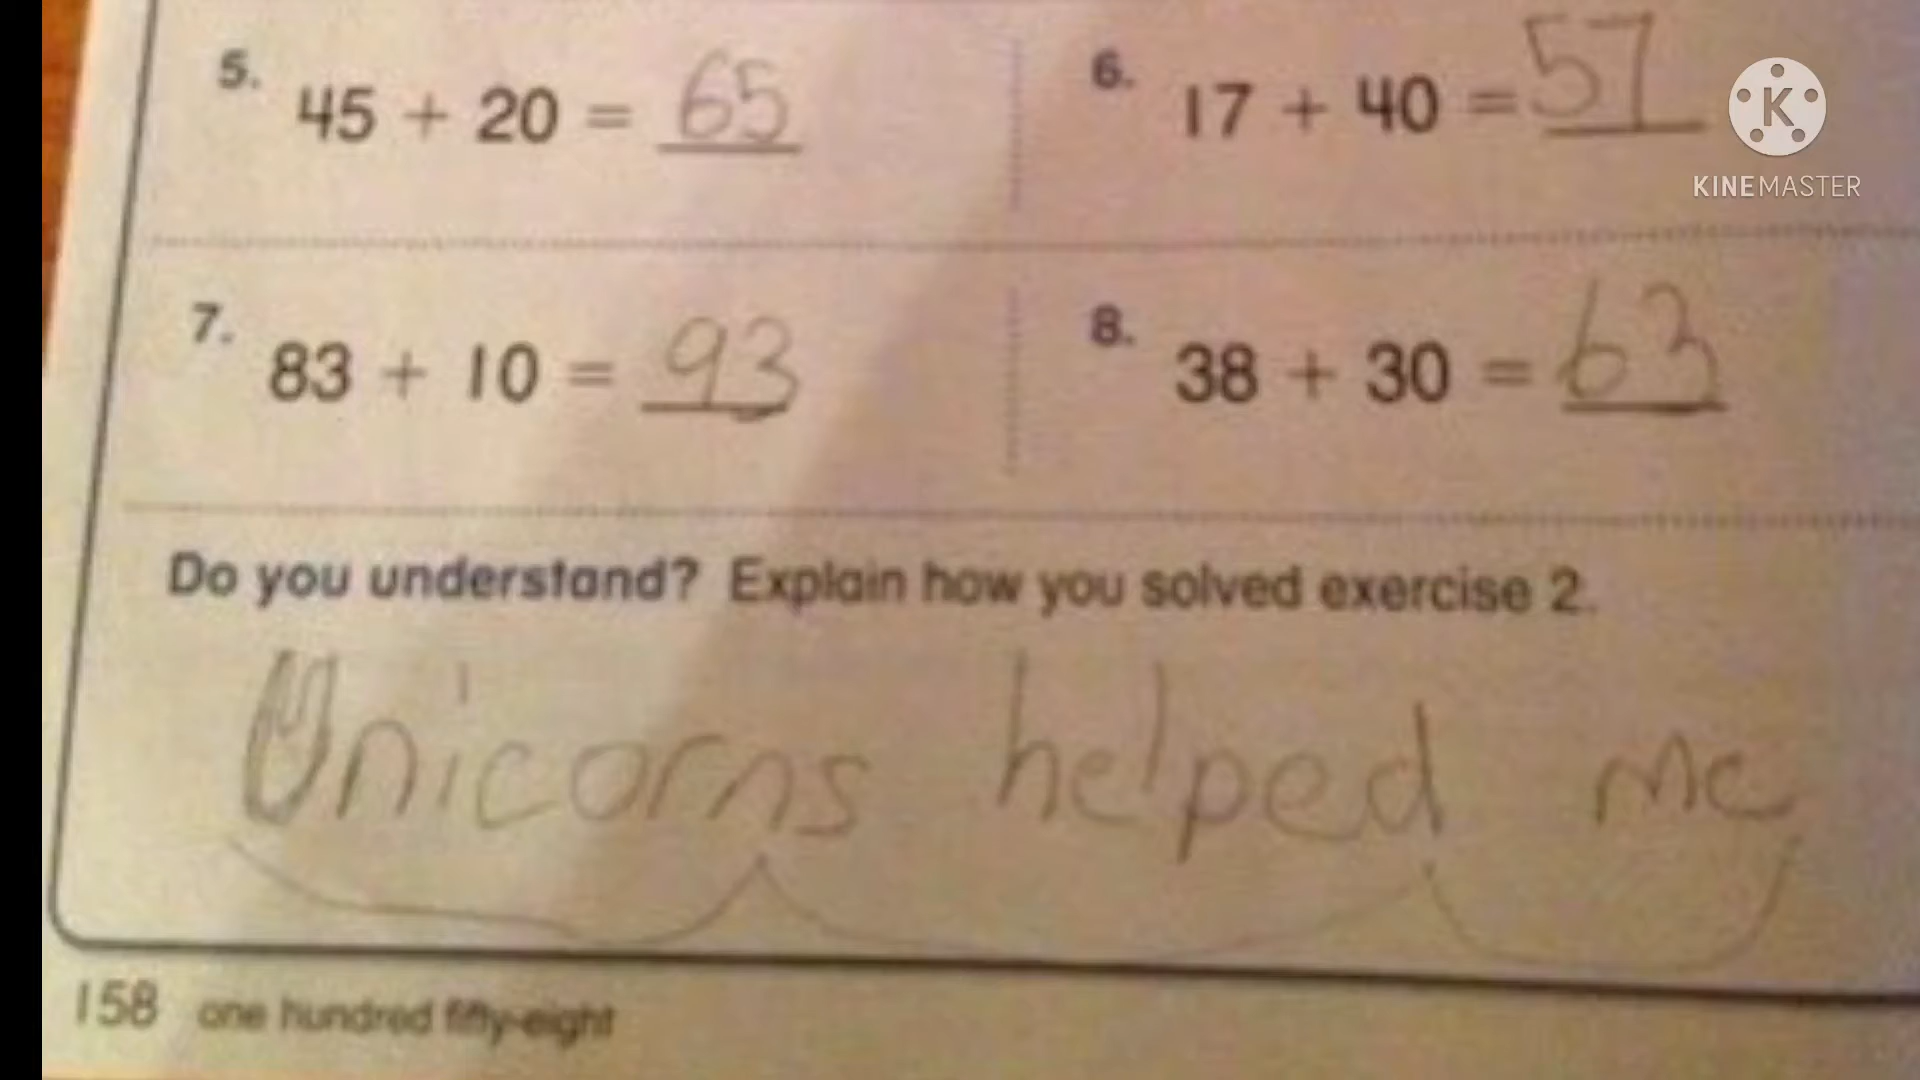 5. 45 + 20 = 65
6. 17 + 40 = 57
KINEMASTER
7. 83 + 10 = 93
8. 38 + 30 = 63
Do you understand? Explain how you solved exercise 2.
Unicorns helped me
158 one hundred fifty-eight